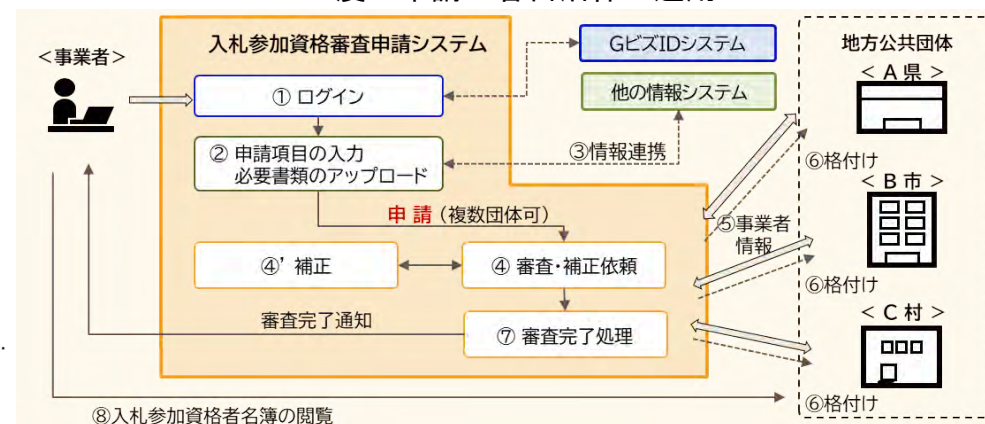 入札参加資格審査申請システム
<事業者>
① ログイン
② 申請項目の入力
必要書類のアップロード
GビズIDシステム
他の情報システム
③情報連携
申 請 (複数団体可)
④' 補正
④ 審査・補正依頼
審査完了通知
⑦ 審査完了処理
⑧入札参加資格者名簿の閲覧
⑤事業者
情報
地方公共団体
< A 県 >
⑥格付け
< B 市 >
⑥格付け
< C 村 >
⑥格付け